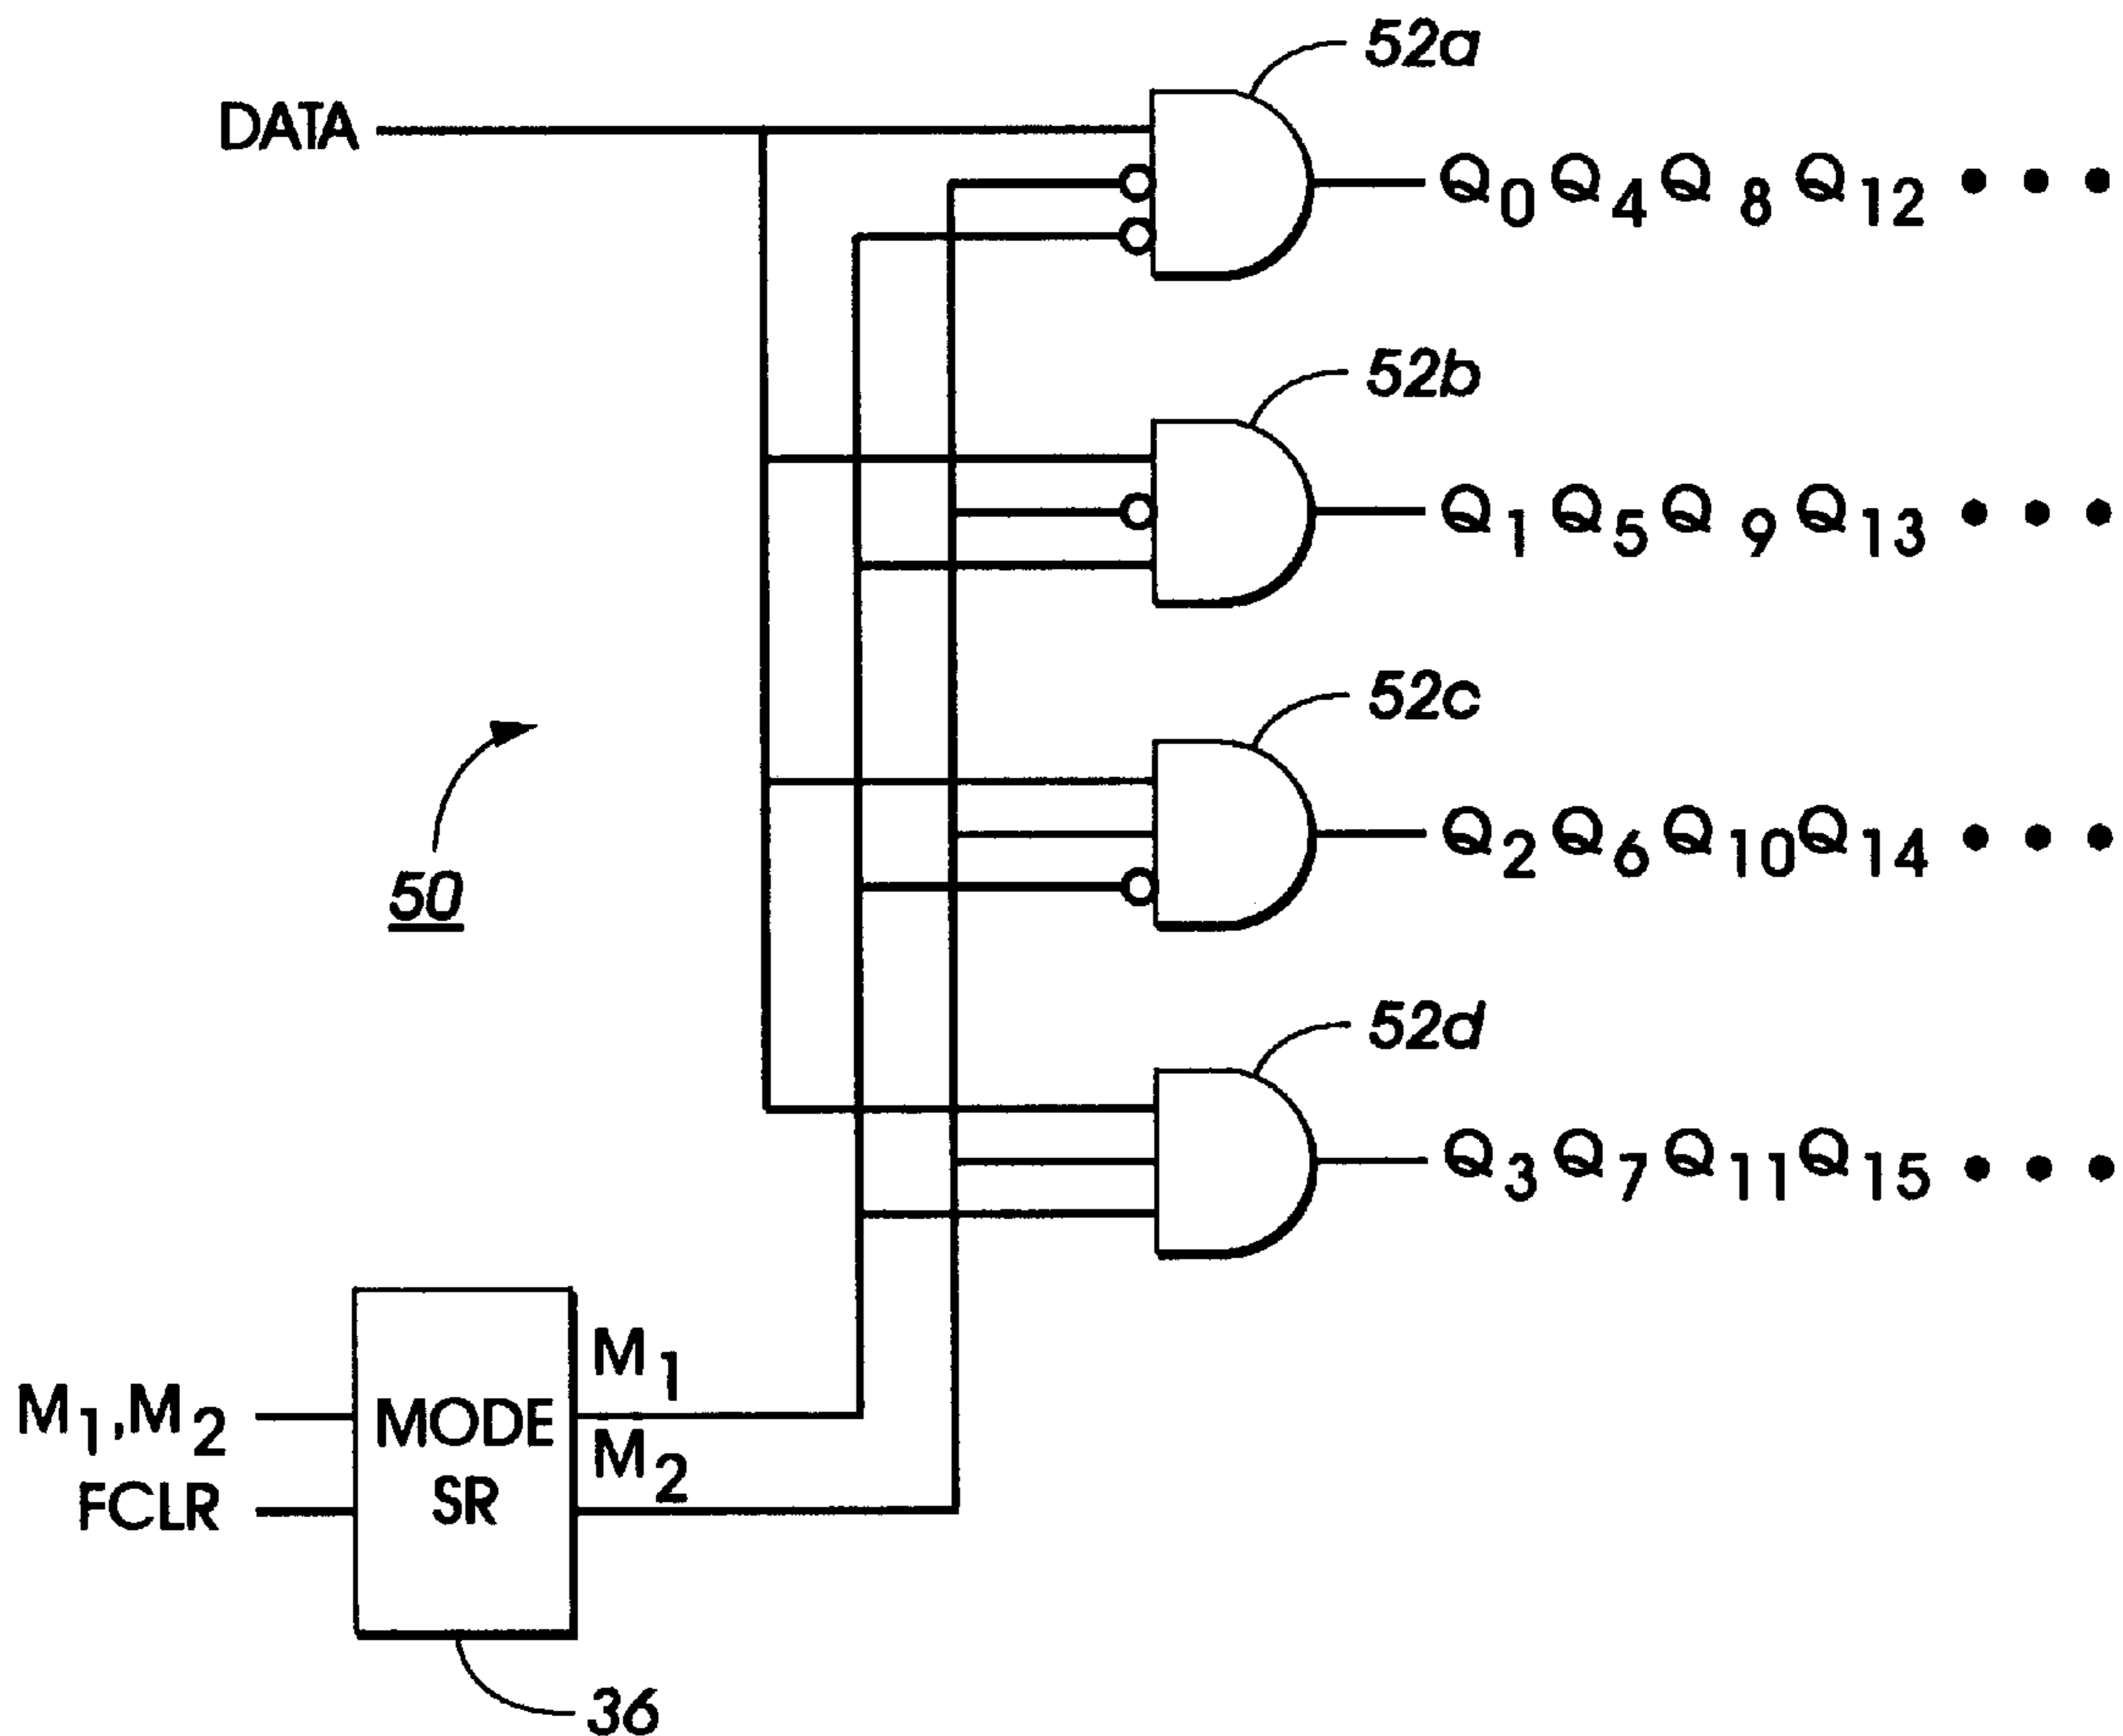 52a
DATA
Q0 Q4 Q8 Q12 • • •
52b
Q1 Q5 Q9 Q13 • • •
52c
Q2 Q6 Q10 Q14 • • •
50
52d
Q3 Q7 Q11 Q15 • • •
M1
M1,M2
MODE
SR
M2
FCLR
36